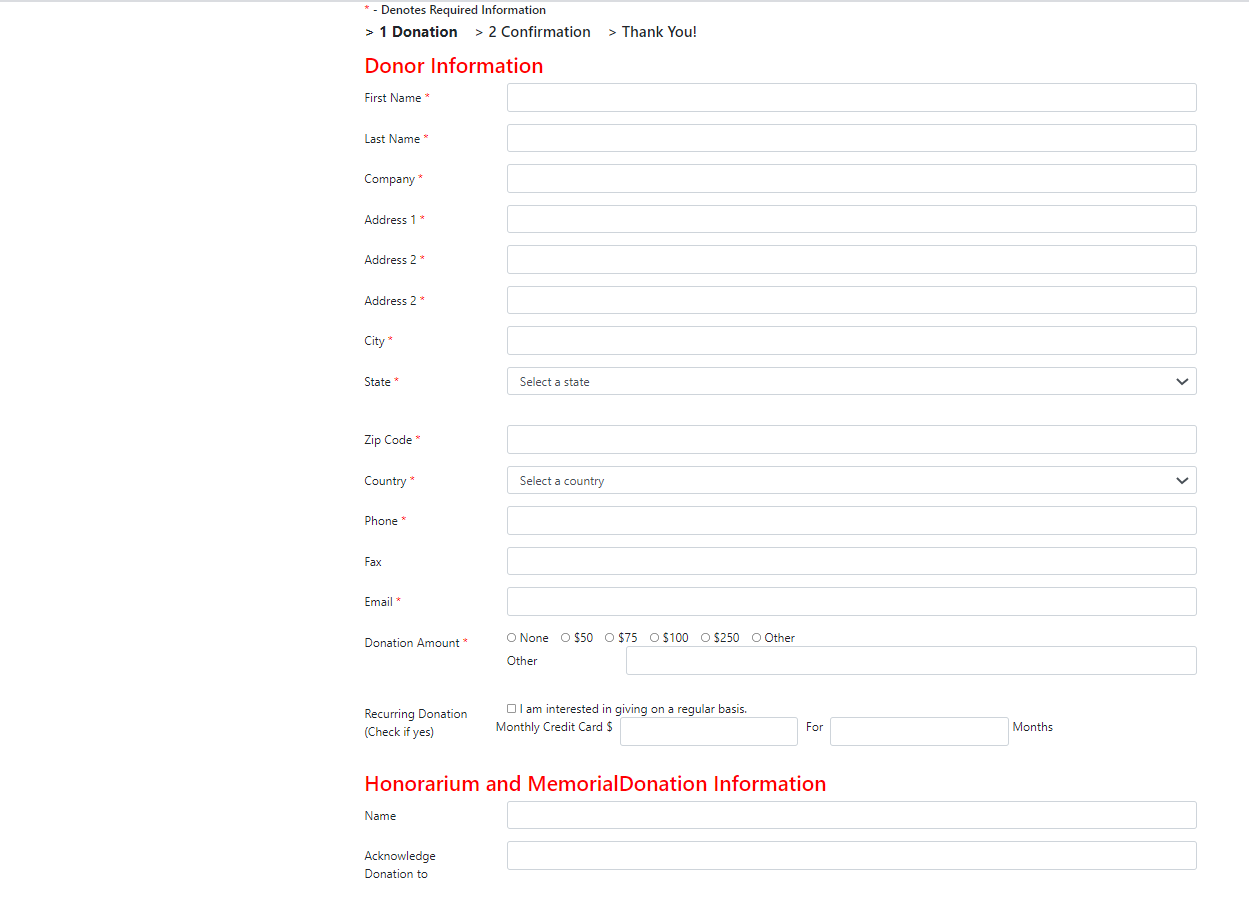 * - Denotes Required Information
> 1 Donation > 2 Confirmation > Thank You!
Donor Information
First Name *
Last Name *
Company *
Address 1 *
Address 2 *
Address 2 *
City *
State * Select a state
Zip Code *
Country * Select a country
Phone *
Fax
Email *
Donation Amount * None $50 $75 $100 $250 Other
Other
Recurring Donation
(Check if yes)
I am interested in giving on a regular basis.
Monthly Credit Card $ For Months
Honorarium and MemorialDonation Information
Name
Acknowledge
Donation to